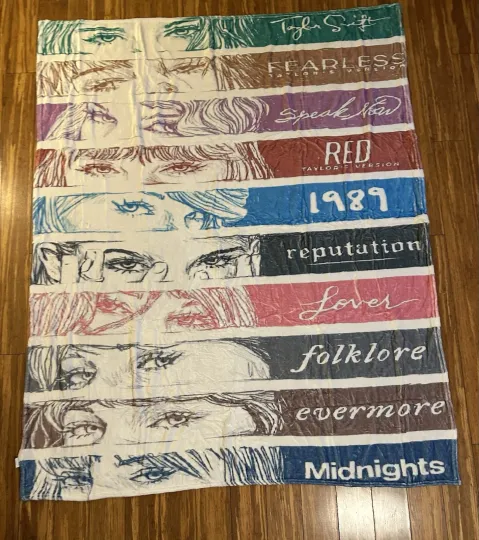 Taylor Swift
FEARLESS
TAYLOR'S VERSION
Speak Now
RED
TAYLOR'S VERSION
1989
reputation
Lover
folklore
evermore
Midnights